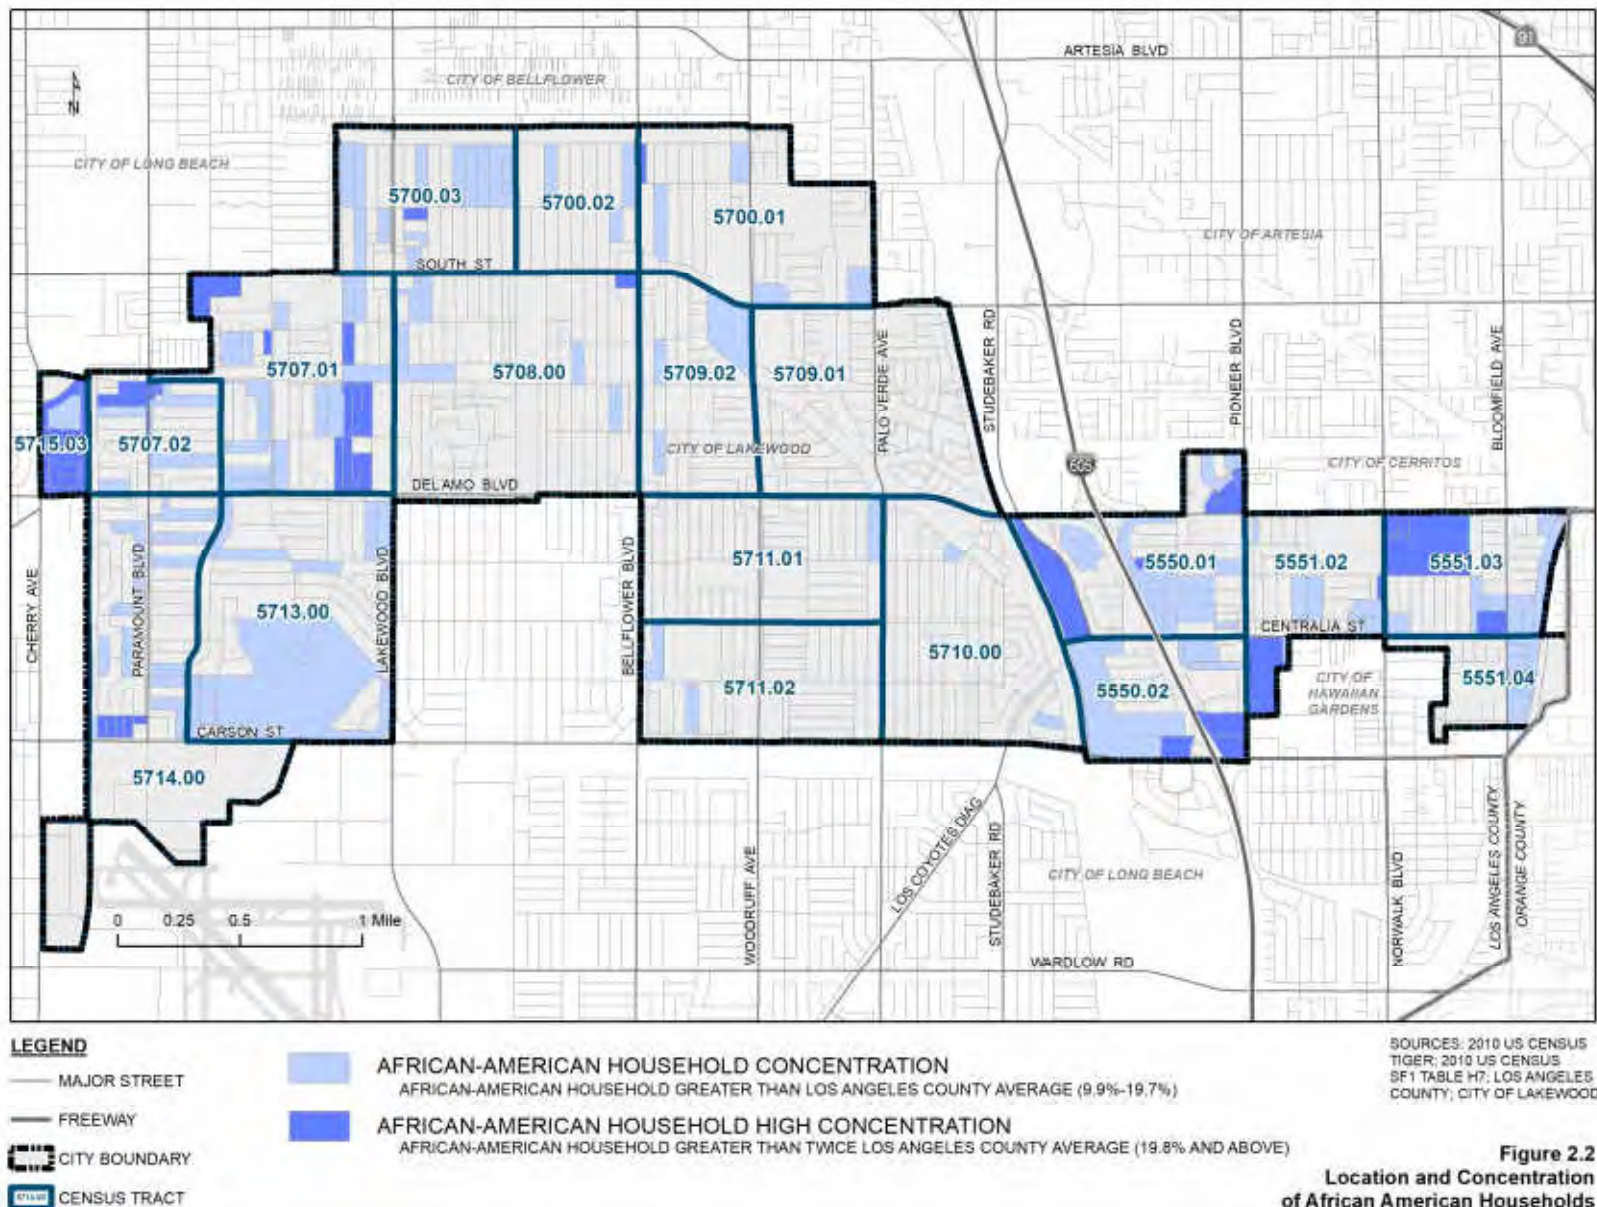 ARTESIA BLVD
91
CITY OF BELLFLOWER
N
CITY OF LONG BEACH
5700.03
5700.02
5700.01
CITY OF ARTESIA
SOUTH ST
5707.01
5708.00
5709.02
5709.01
PALO VERDE AVE
STUDEBAKER RD
PIONEER BLVD
BLOOMFIELD AVE
5715.03
5707.02
CITY OF LAKEWOOD
605
CITY OF CERRITOS
DEL AMO BLVD
CHERRY AVE
PARAMOUNT BLVD
5713.00
LAKEWOOD BLVD
BELLFLOWER BLVD
5711.01
5550.01
5551.02
5551.03
CENTRALIA ST
5711.02
5710.00
5550.02
CITY OF
HAWAIIAN
GARDENS
5551.04
CARSON ST
5714.00
WOODRUFF AVE
LOS COYOTES DIAG
STUDEBAKER RD
CITY OF LONG BEACH
NORWALK BLVD
LOS ANGELES COUNTY
ORANGE COUNTY
0 0.25 0.5 1 Mile
WARDLOW RD
LEGEND
MAJOR STREET
FREEWAY
CITY BOUNDARY
CENSUS TRACT
AFRICAN-AMERICAN HOUSEHOLD CONCENTRATION
AFRICAN-AMERICAN HOUSEHOLD GREATER THAN LOS ANGELES COUNTY AVERAGE (9.9%-19.7%)
AFRICAN-AMERICAN HOUSEHOLD HIGH CONCENTRATION
AFRICAN-AMERICAN HOUSEHOLD GREATER THAN TWICE LOS ANGELES COUNTY AVERAGE (19.8% AND ABOVE)
SOURCES: 2010 US CENSUS
TIGER; 2010 US CENSUS
SF1 TABLE H7; LOS ANGELES
COUNTY; CITY OF LAKEWOOD
Figure 2.2
Location and Concentration
of African American Households